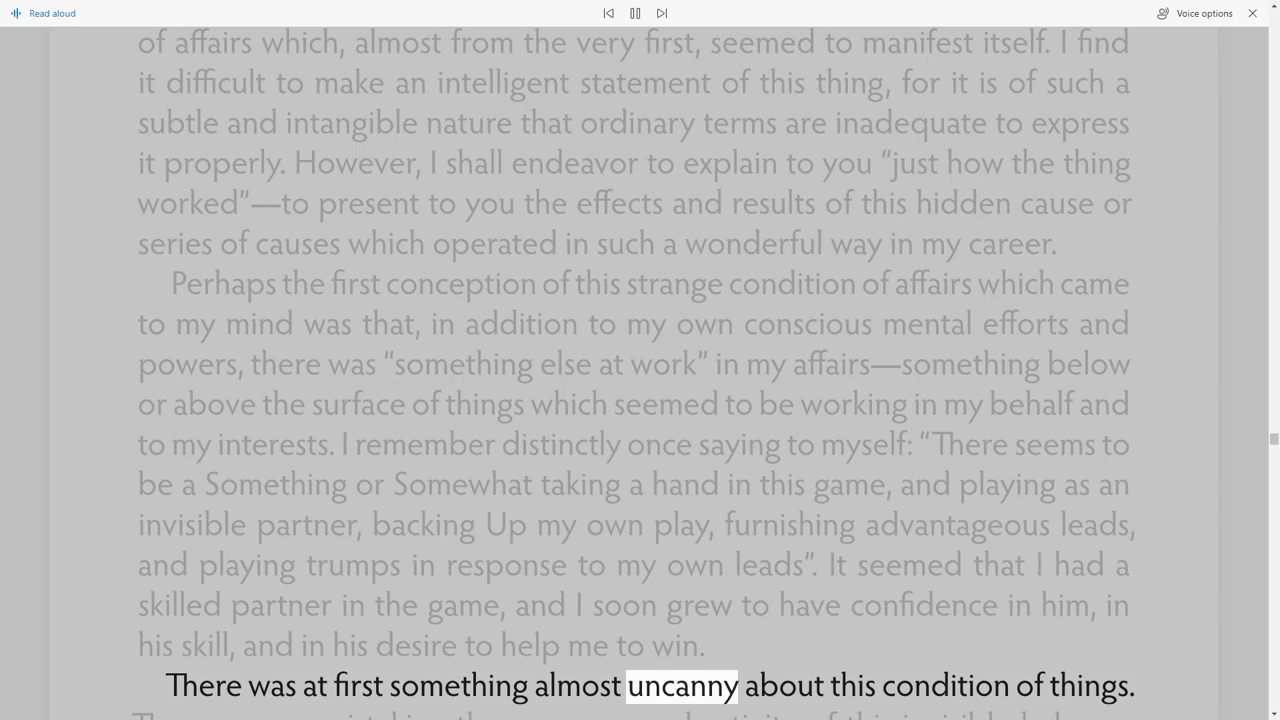 Read aloud
Voice options
of affairs which, almost from the very first, seemed to manifest itself. I find
it difficult to make an intelligent statement of this thing, for it is of such a
subtle and intangible nature that ordinary terms are inadequate to express
it properly. However, I shall endeavor to explain to you “just how the thing
worked”—to present to you the effects and results of this hidden cause or
series of causes which operated in such a wonderful way in my career.
Perhaps the first conception of this strange condition of affairs which came
to my mind was that, in addition to my own conscious mental efforts and
powers, there was “something else at work” in my affairs—something below
or above the surface of things which seemed to be working in my behalf and
to my interests. I remember distinctly once saying to myself: “There seems to
be a Something or Somewhat taking a hand in this game, and playing as an
invisible partner, backing Up my own play, furnishing advantageous leads,
and playing trumps in response to my own leads”. It seemed that I had a
skilled partner in the game, and I soon grew to have confidence in him, in
his skill, and in his desire to help me to win.
There was at first something almost uncanny about this condition of things.